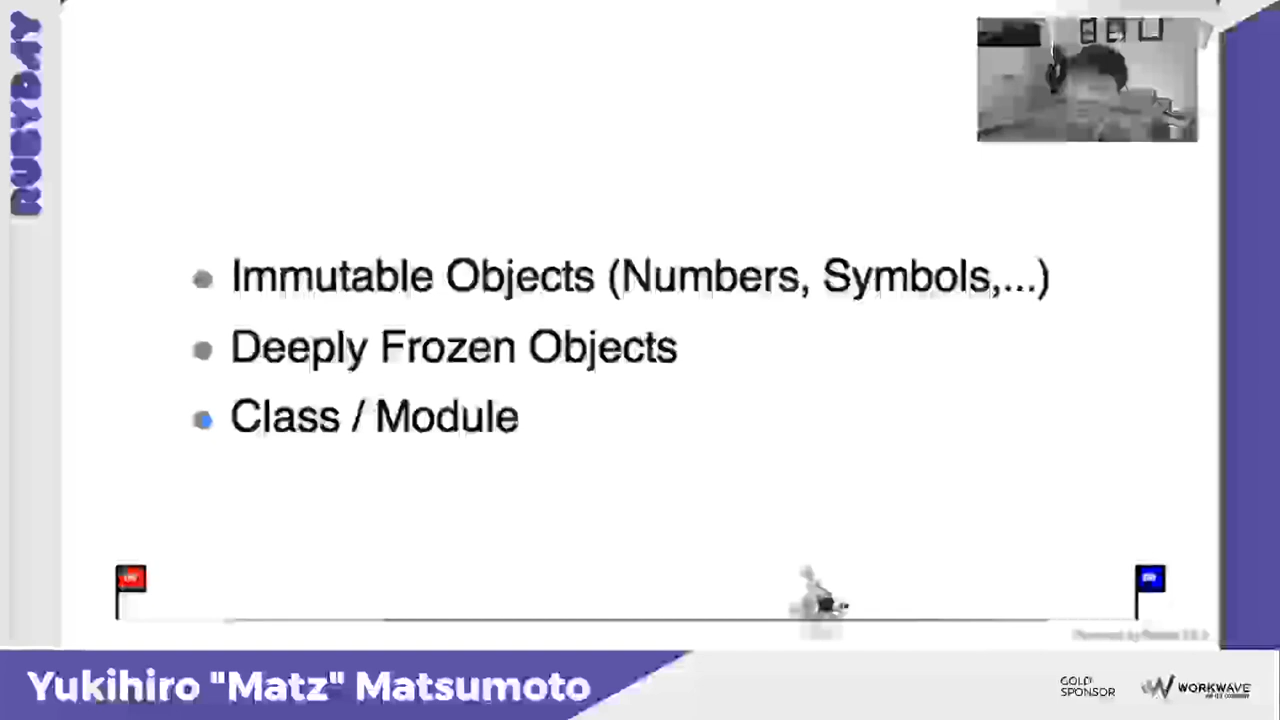 RUBYDAY
Immutable Objects (Numbers, Symbols,...)
Deeply Frozen Objects
Class / Module
Yukihiro "Matz" Matsumoto
GOLD
SPONSOR
WORKWAVE